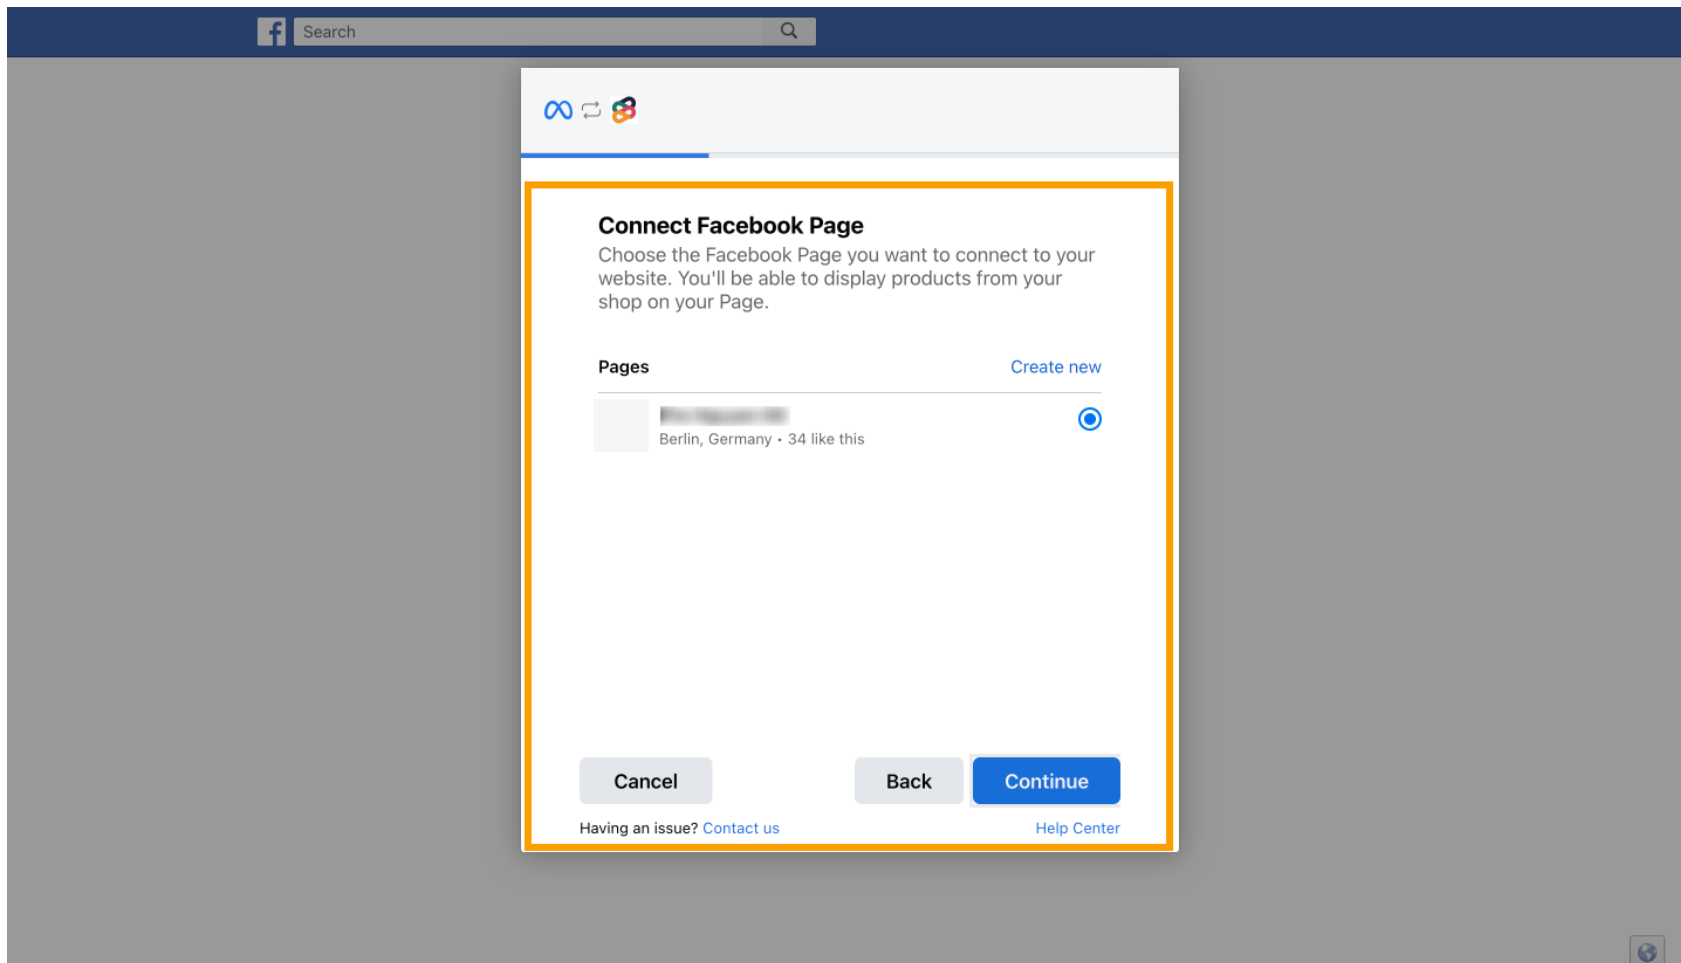 Search
Connect Facebook Page
Choose the Facebook Page you want to connect to your
website. You'll be able to display products from your
shop on your Page.
Pages
Create new
Berlin, Germany • 34 like this
Cancel
Back
Continue
Having an issue? Contact us
Help Center